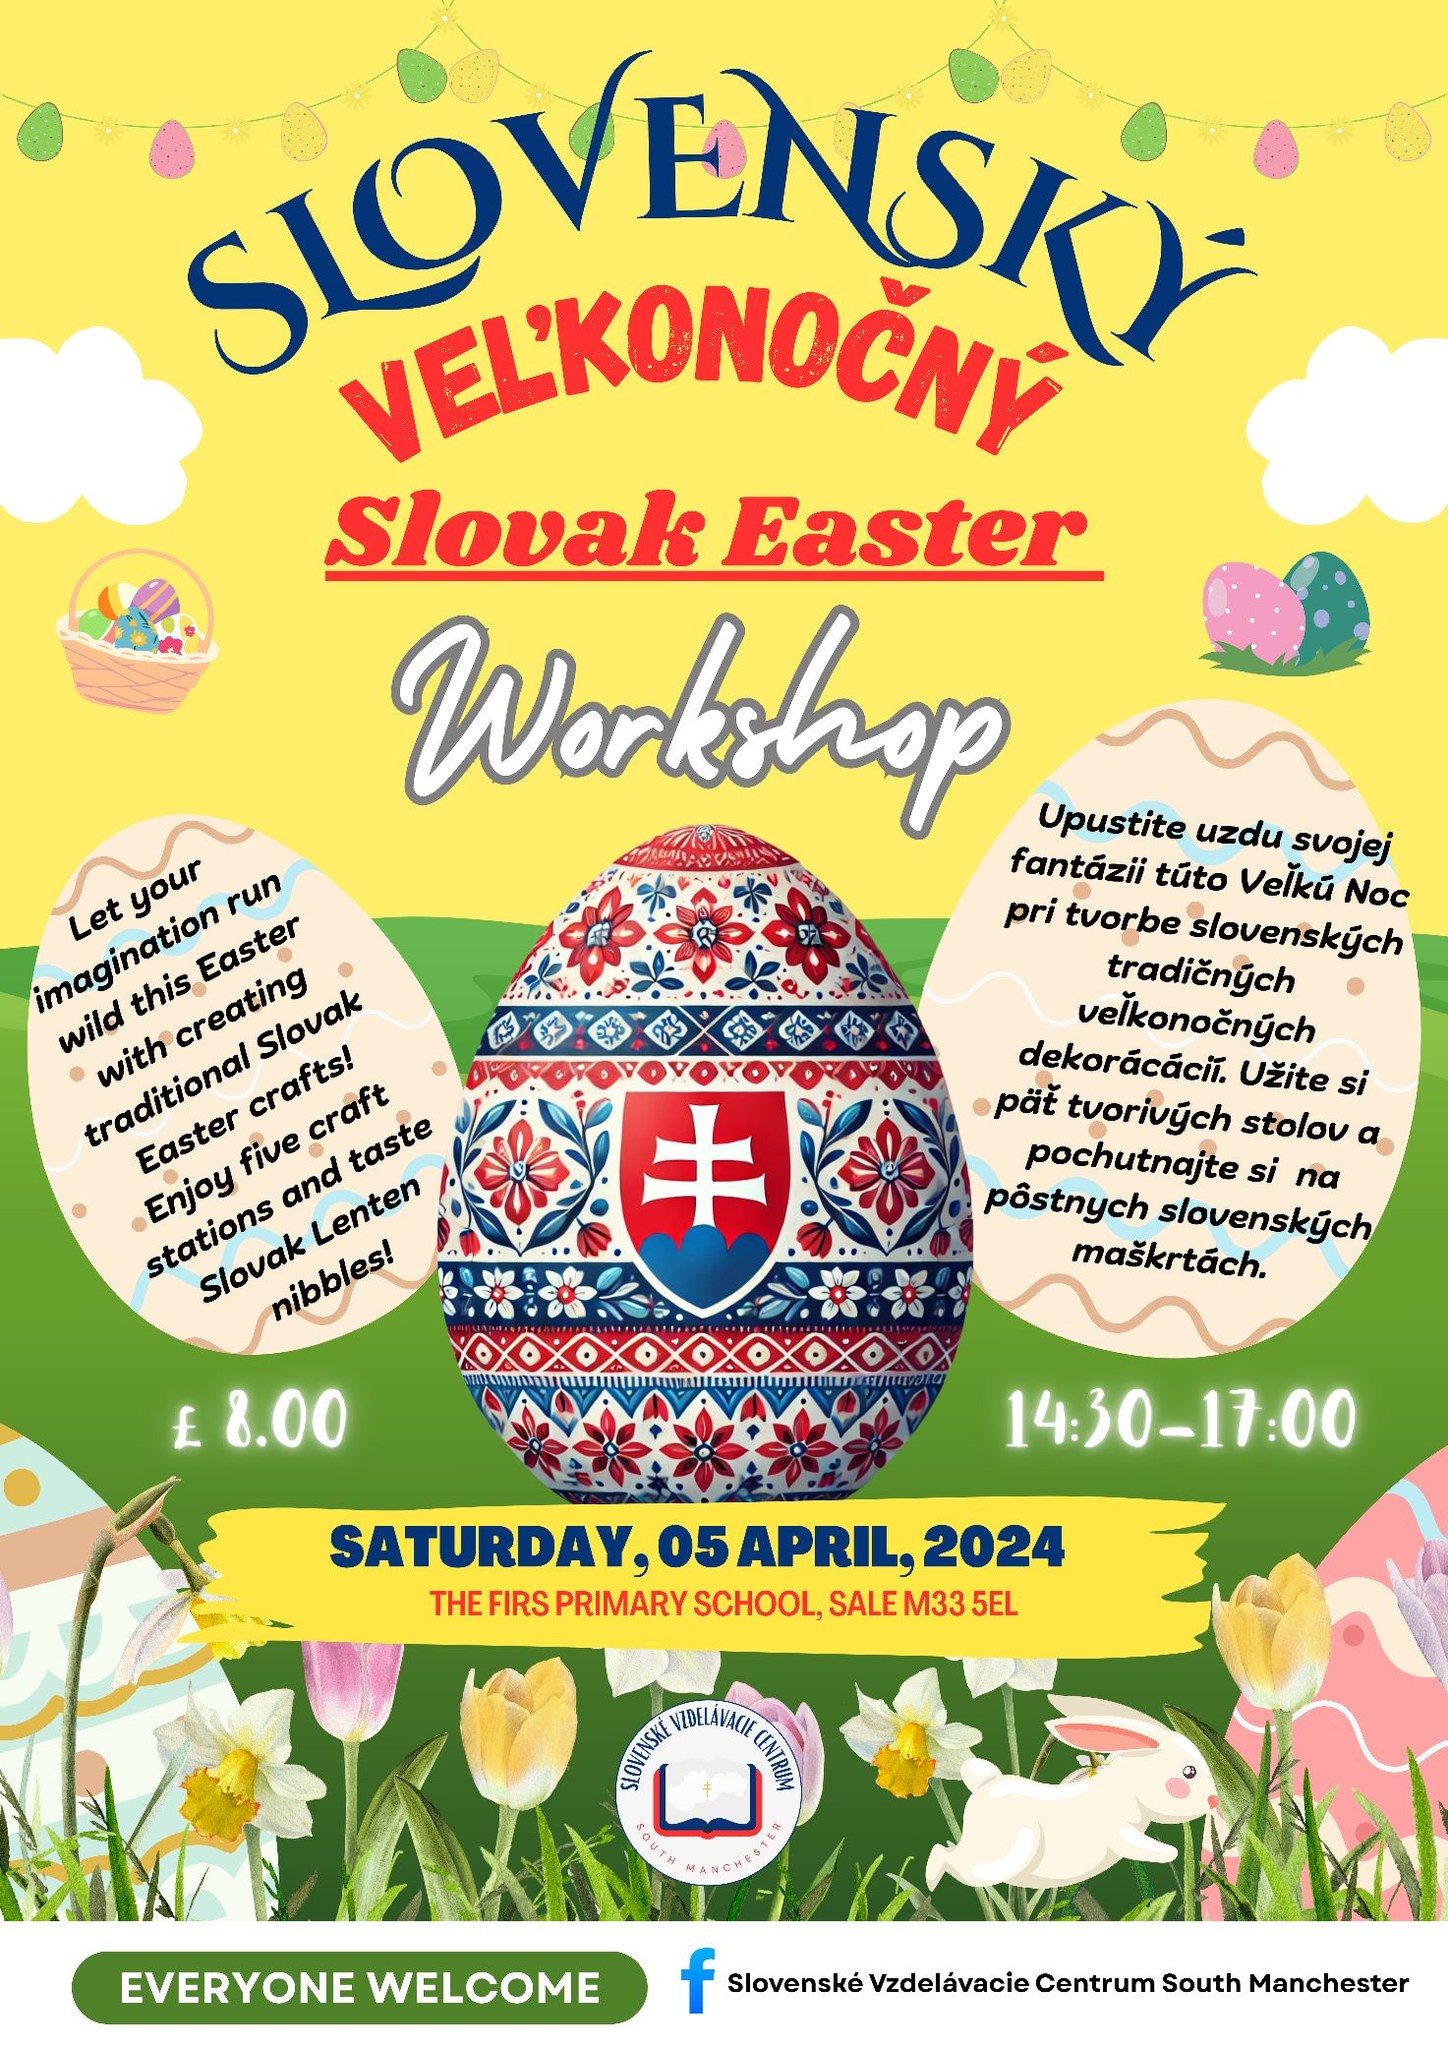 SLOVENSKÝ
VEĽKONOČNÝ
Slovak Easter
Workshop
Let your
imagination run
wild this Easter
with creating
traditional Slovak
Easter crafts!
Enjoy five craft
stations and taste
Slovak Lenten
nibbles!
Upustite uzdu svojej
fantázii túto Veľkú Noc
pri tvorbe slovenských
tradičných
veľkonočných
dekorácácií. Užite si
päť tvorivých stolov a
pochutnajte si na
pôstnych slovenských
maškrtách.
£ 8.00
14:30-17:00
SATURDAY, 05 APRIL, 2024
THE FIRS PRIMARY SCHOOL, SALE M33 5EL
SLOVENSKÉ VZDELÁVACIE CENTRUM
SOUTH MANCHESTER
EVERYONE WELCOME
f Slovenské Vzdelávacie Centrum South Manchester